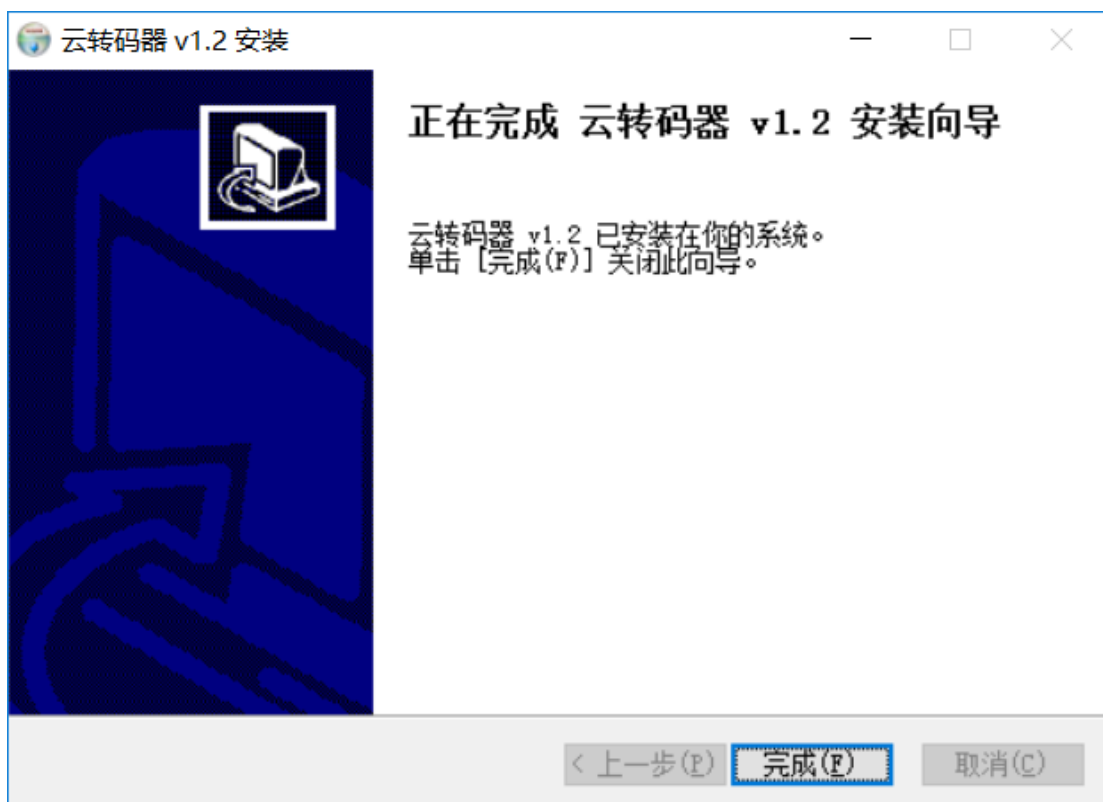 云转码器 v1.2 安装
正在完成 云转码器 v1.2 安装向导
云转码器 v1.2 已安装在你的系统。
单击 [完成(F)] 关闭此向导。
< 上一步(P)
完成(F)
取消(C)